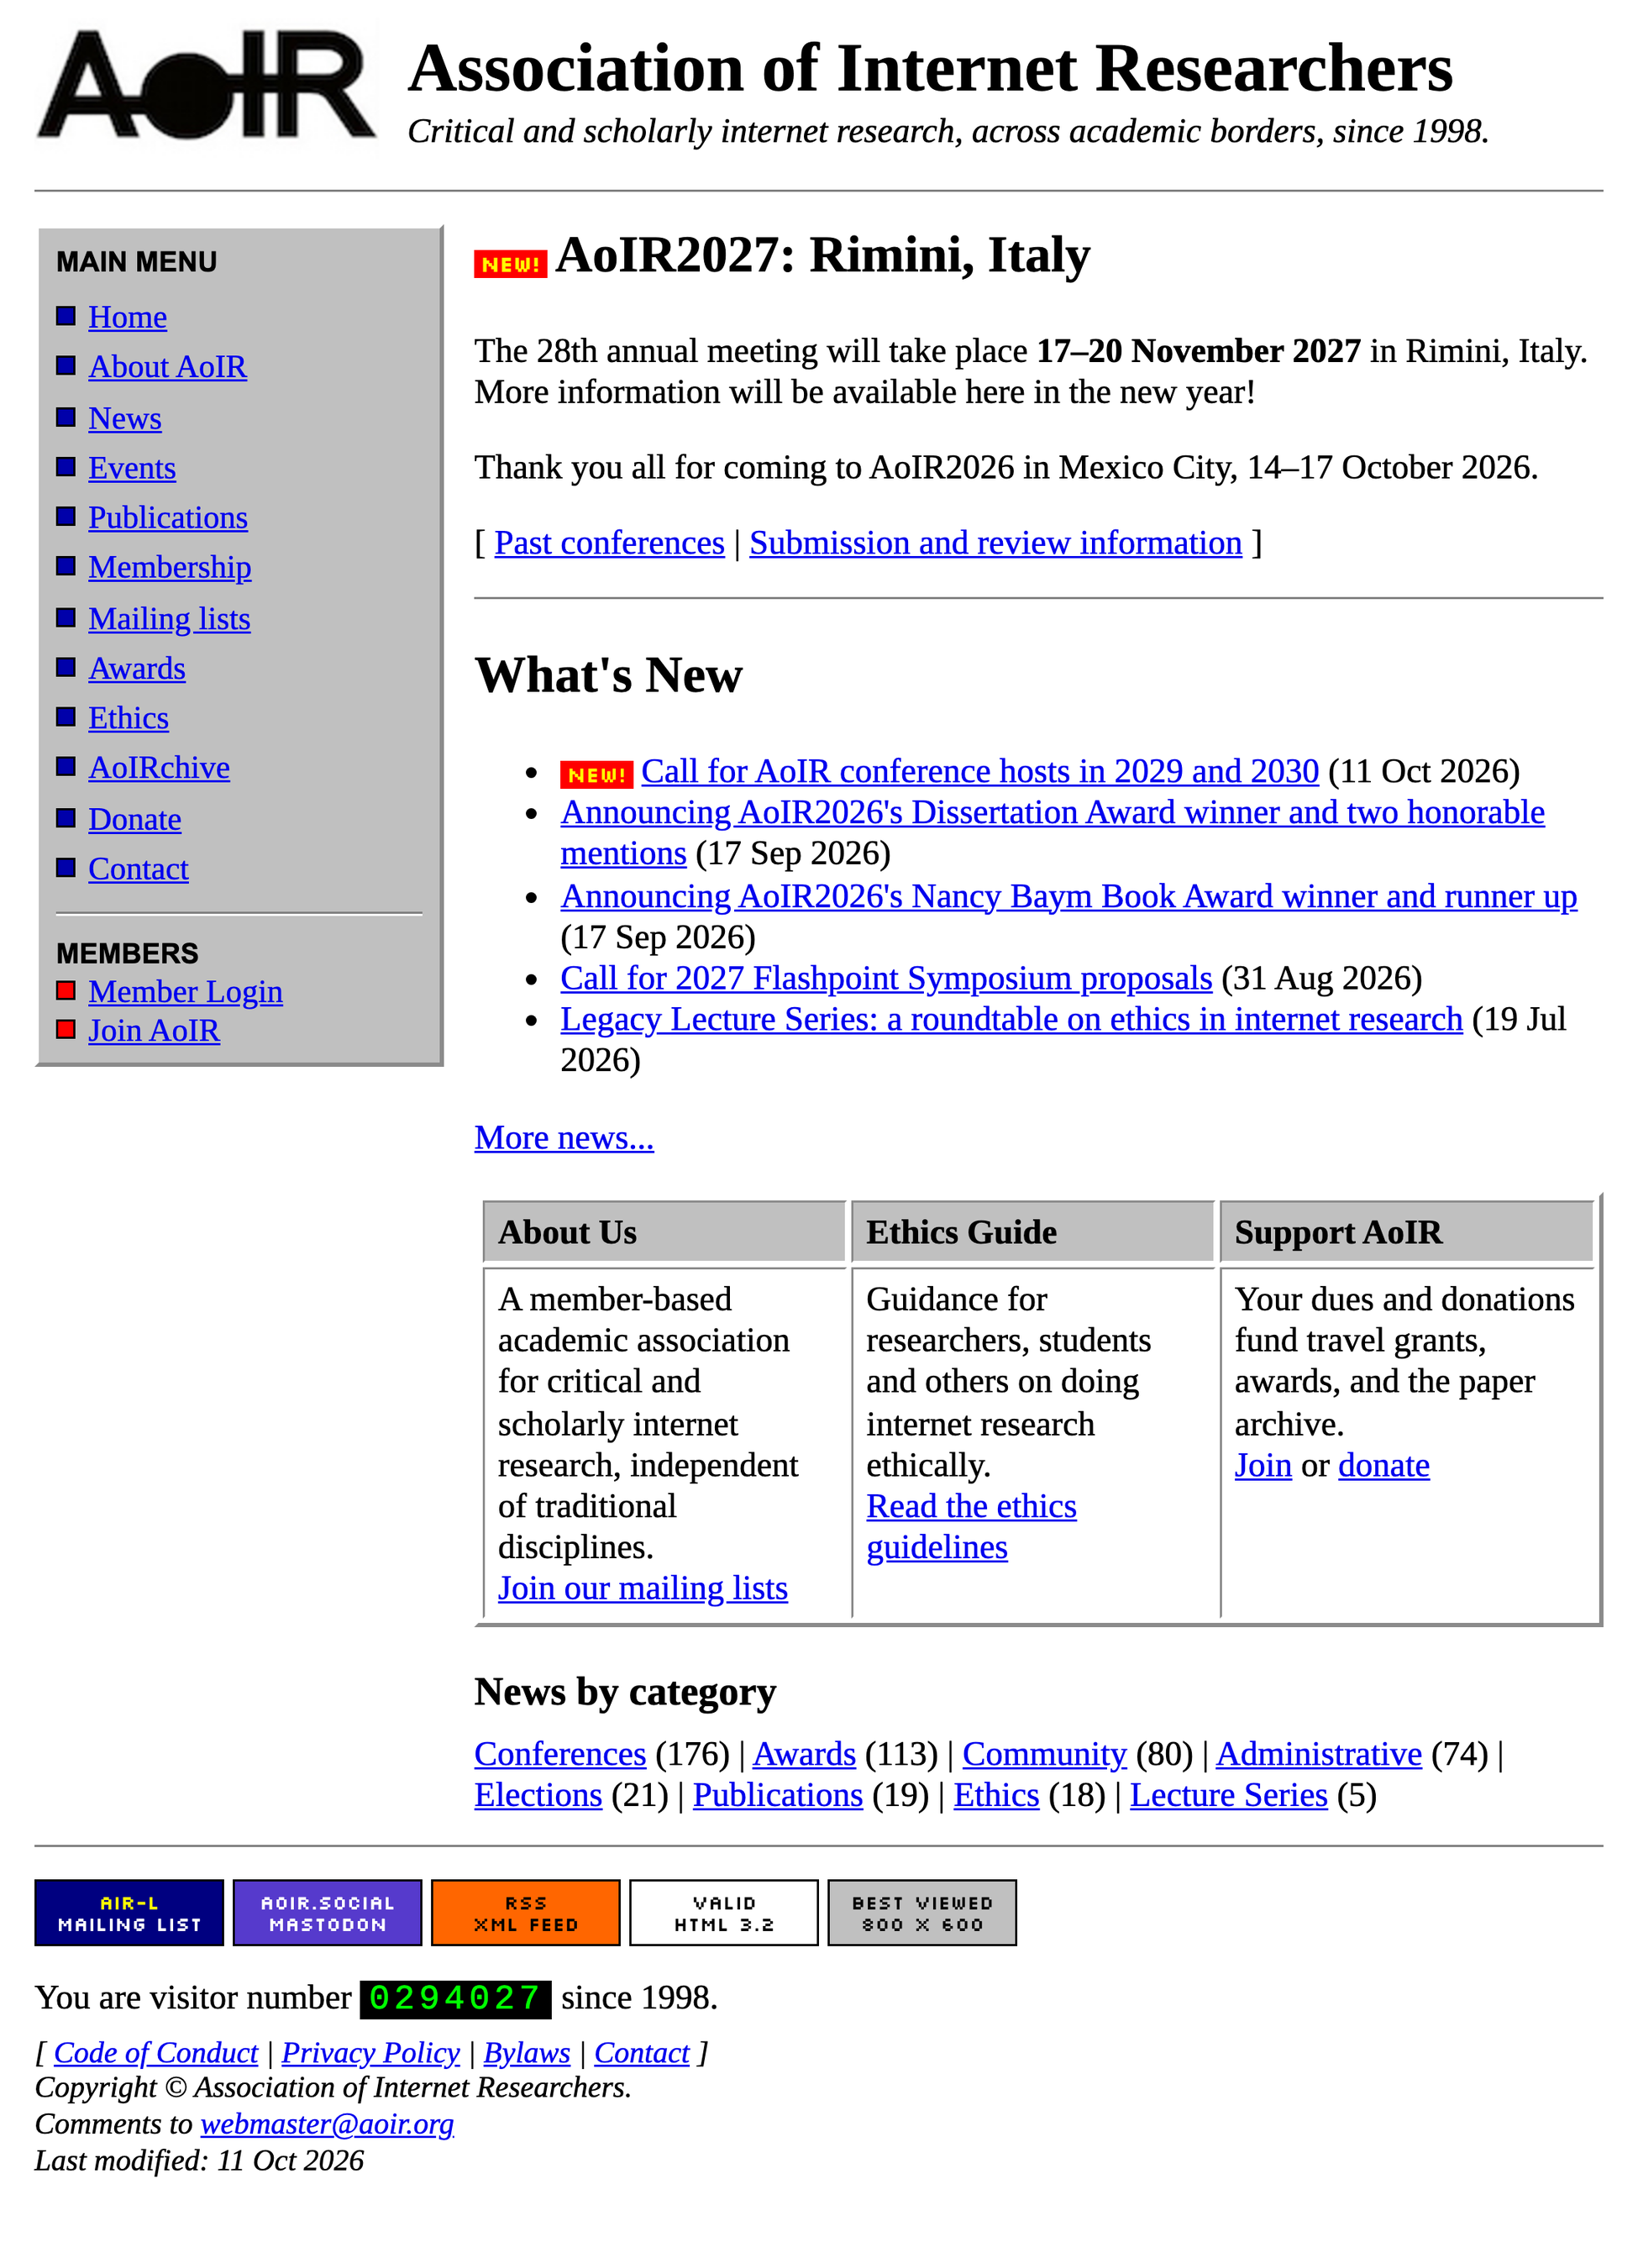 AoIR
Association of Internet Researchers
Critical and scholarly internet research, across academic borders, since 1998.
MAIN MENU
Home
About AoIR
News
Events
Publications
Membership
Mailing lists
Awards
Ethics
AoIRchive
Donate
Contact
MEMBERS
Member Login
Join AoIR
NEW! AoIR2027: Rimini, Italy
The 28th annual meeting will take place 17–20 November 2027 in Rimini, Italy.
More information will be available here in the new year!
Thank you all for coming to AoIR2026 in Mexico City, 14–17 October 2026.
[ Past conferences | Submission and review information ]
What's New
NEW! Call for AoIR conference hosts in 2029 and 2030 (11 Oct 2026)
Announcing AoIR2026's Dissertation Award winner and two honorable
mentions (17 Sep 2026)
Announcing AoIR2026's Nancy Baym Book Award winner and runner up
(17 Sep 2026)
Call for 2027 Flashpoint Symposium proposals (31 Aug 2026)
Legacy Lecture Series: a roundtable on ethics in internet research (19 Jul
2026)
More news...
About Us
A member-based
academic association
for critical and
scholarly internet
research, independent
of traditional
disciplines.
Join our mailing lists
Ethics Guide
Guidance for
researchers, students
and others on doing
internet research
ethically.
Read the ethics
guidelines
Support AoIR
Your dues and donations
fund travel grants,
awards, and the paper
archive.
Join or donate
News by category
Conferences (176) | Awards (113) | Community (80) | Administrative (74) |
Elections (21) | Publications (19) | Ethics (18) | Lecture Series (5)
AIR-L
MAILING LIST
AOIR.SOCIAL
MASTODON
RSS
XML FEED
VALID
HTML 3.2
BEST VIEWED
800 X 600
You are visitor number 0294027 since 1998.
[ Code of Conduct | Privacy Policy | Bylaws | Contact ]
Copyright © Association of Internet Researchers.
Comments to webmaster@aoir.org
Last modified: 11 Oct 2026